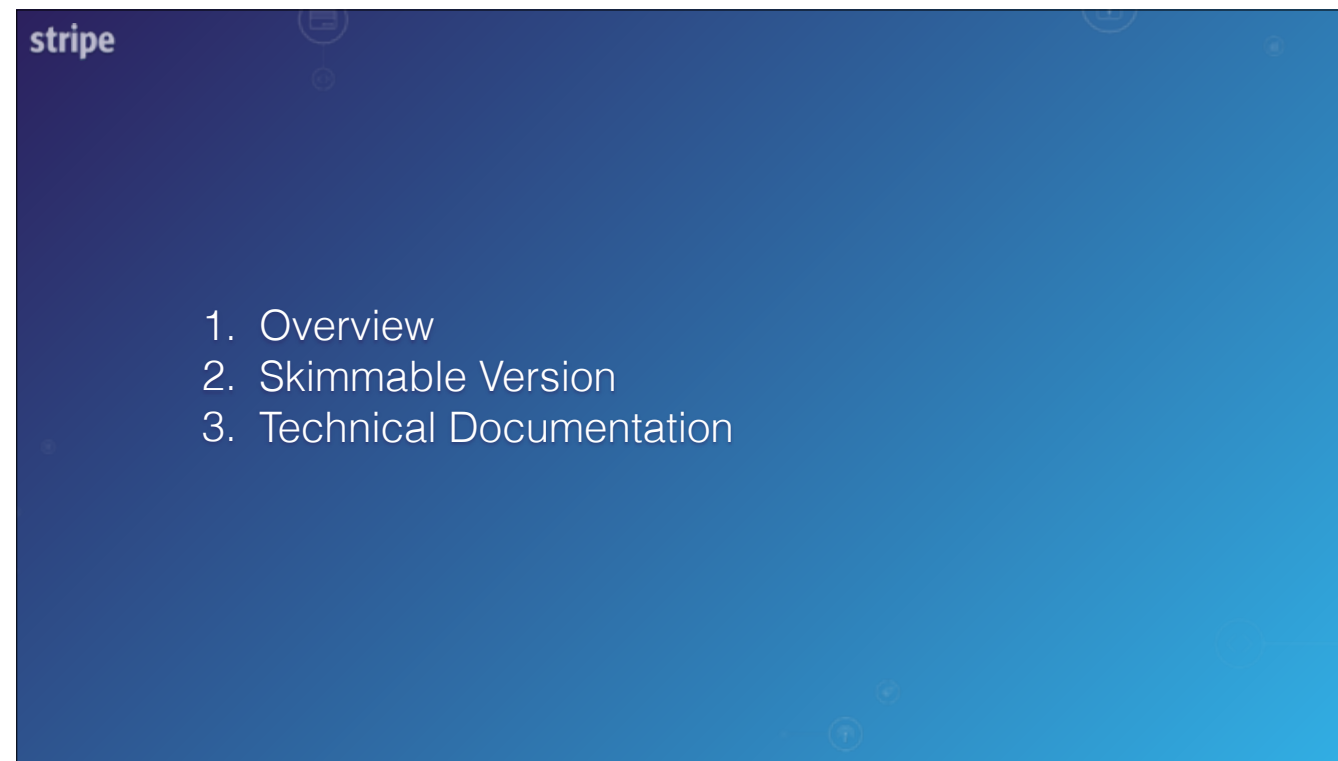 stripe
1. Overview
2. Skimmable Version
3. Technical Documentation